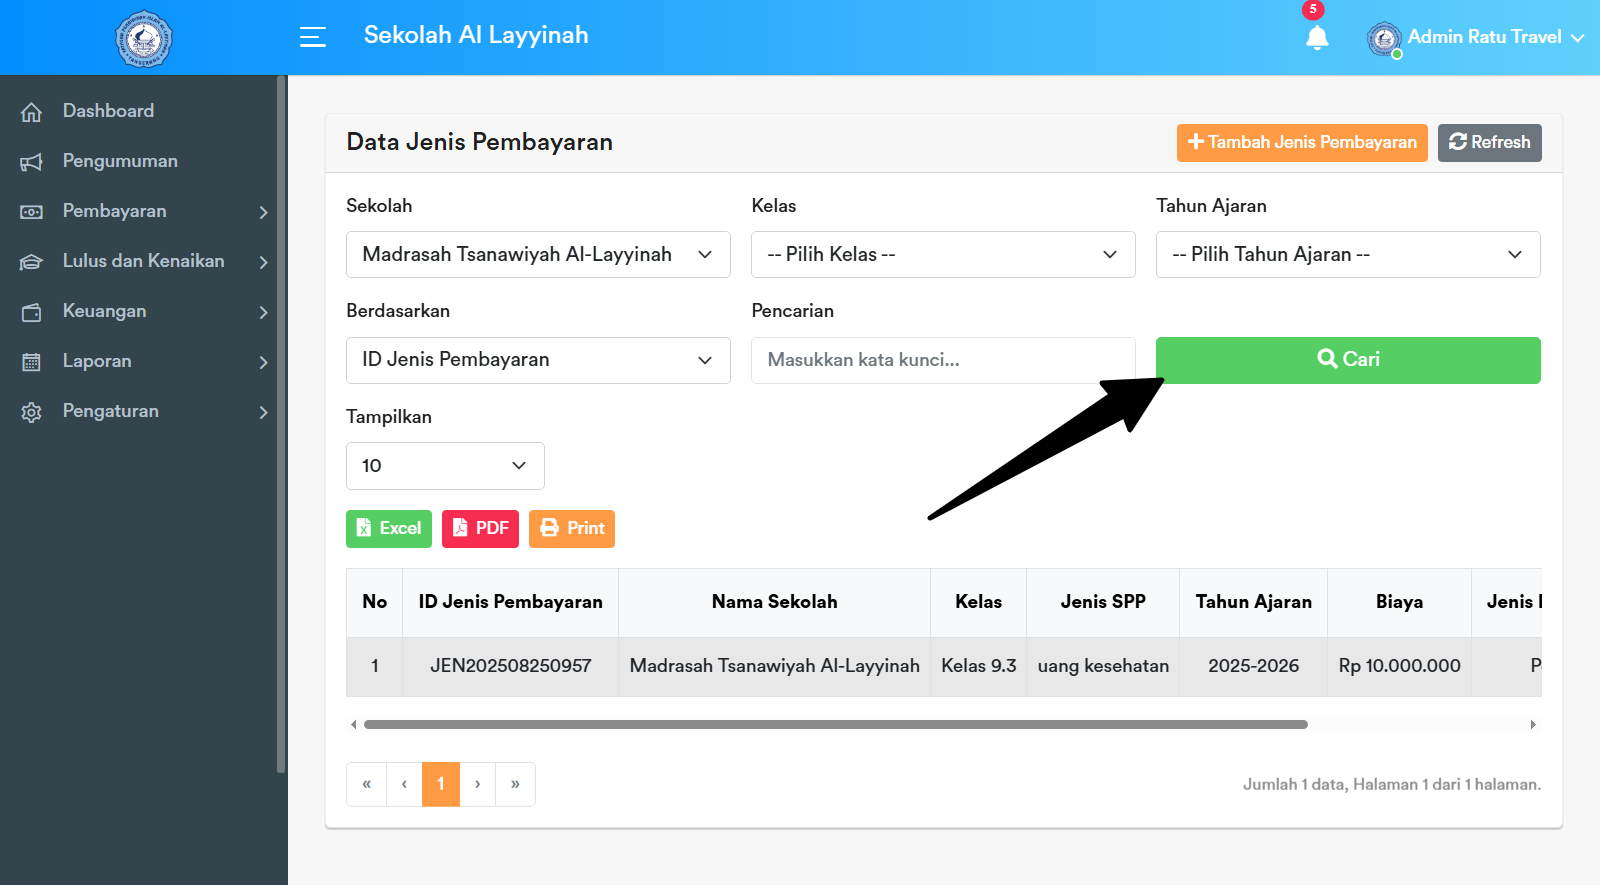 Sekolah Al Layyinah
5
Admin Ratu Travel
Dashboard
Pengumuman
Pembayaran
Lulus dan Kenaikan
Keuangan
Laporan
Pengaturan
Data Jenis Pembayaran
Tambah Jenis Pembayaran
Refresh
Sekolah
Kelas
Tahun Ajaran
Madrasah Tsanawiyah Al-Layyinah
-- Pilih Kelas --
-- Pilih Tahun Ajaran --
Berdasarkan
Pencarian
ID Jenis Pembayaran
Masukkan kata kunci...
Cari
Tampilkan
10
Excel
PDF
Print
No ID Jenis Pembayaran Nama Sekolah Kelas Jenis SPP Tahun Ajaran Biaya Jenis
1 JEN202508250957 Madrasah Tsanawiyah Al-Layyinah Kelas 9.3 uang kesehatan 2025-2026 Rp 10.000.000
« ‹ 1 › »
Jumlah 1 data, Halaman 1 dari 1 halaman.